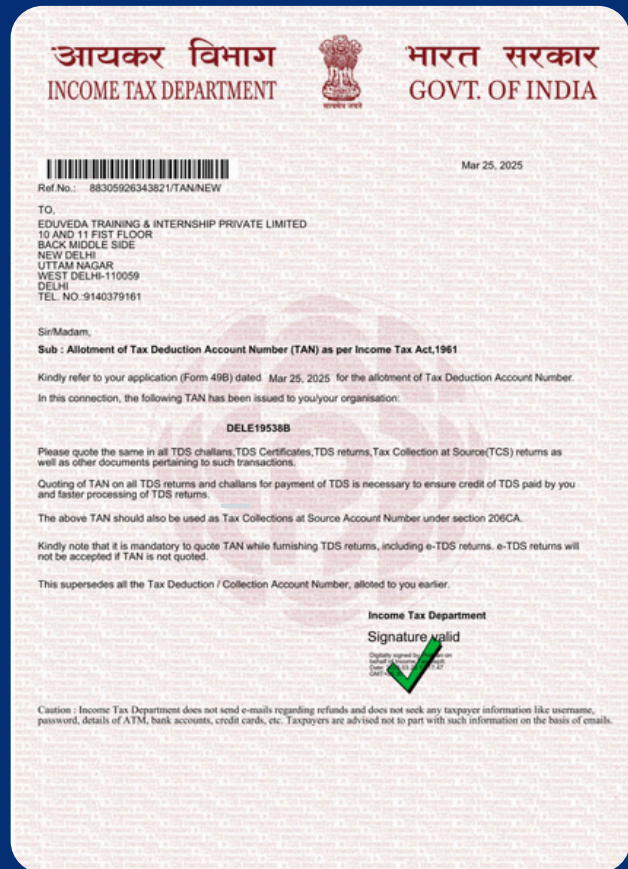 आयकर विभाग
INCOME TAX DEPARTMENT
सत्यमेव जयते
भारत सरकार
GOVT. OF INDIA
Mar 25, 2025
Ref.No.: 88305926343821/TAN/NEW
TO,
EDUVEDA TRAINING & INTERNSHIP PRIVATE LIMITED
10 AND 11 FIST FLOOR
BACK MIDDLE SIDE
NEW DELHI
UTTAM NAGAR
WEST DELHI-110059
DELHI
TEL. NO.:9140379161
Sir/Madam,
Sub : Allotment of Tax Deduction Account Number (TAN) as per Income Tax Act,1961
Kindly refer to your application (Form 49B) dated Mar 25, 2025 for the allotment of Tax Deduction Account Number.
In this connection, the following TAN has been issued to you/your organisation:
DELE19538B
Please quote the same in all TDS challans,TDS Certificates,TDS returns,Tax Collection at Source(TCS) returns as
well as other documents pertaining to such transactions.
Quoting of TAN on all TDS returns and challans for payment of TDS is necessary to ensure credit of TDS paid by you
and faster processing of TDS returns.
The above TAN should also be used as Tax Collections at Source Account Number under section 206CA.
Kindly note that it is mandatory to quote TAN while furnishing TDS returns, including e-TDS returns. e-TDS returns will
not be accepted if TAN is not quoted.
This supersedes all the Tax Deduction / Collection Account Number, alloted to you earlier.
Income Tax Department
Signature valid
Digitally signed by
behalf of Income
Date:
Caution : Income Tax Department does not send e-mails regarding refunds and does not seek any taxpayer information like username,
password, details of ATM, bank accounts, credit cards, etc. Taxpayers are advised not to part with such information on the basis of emails.